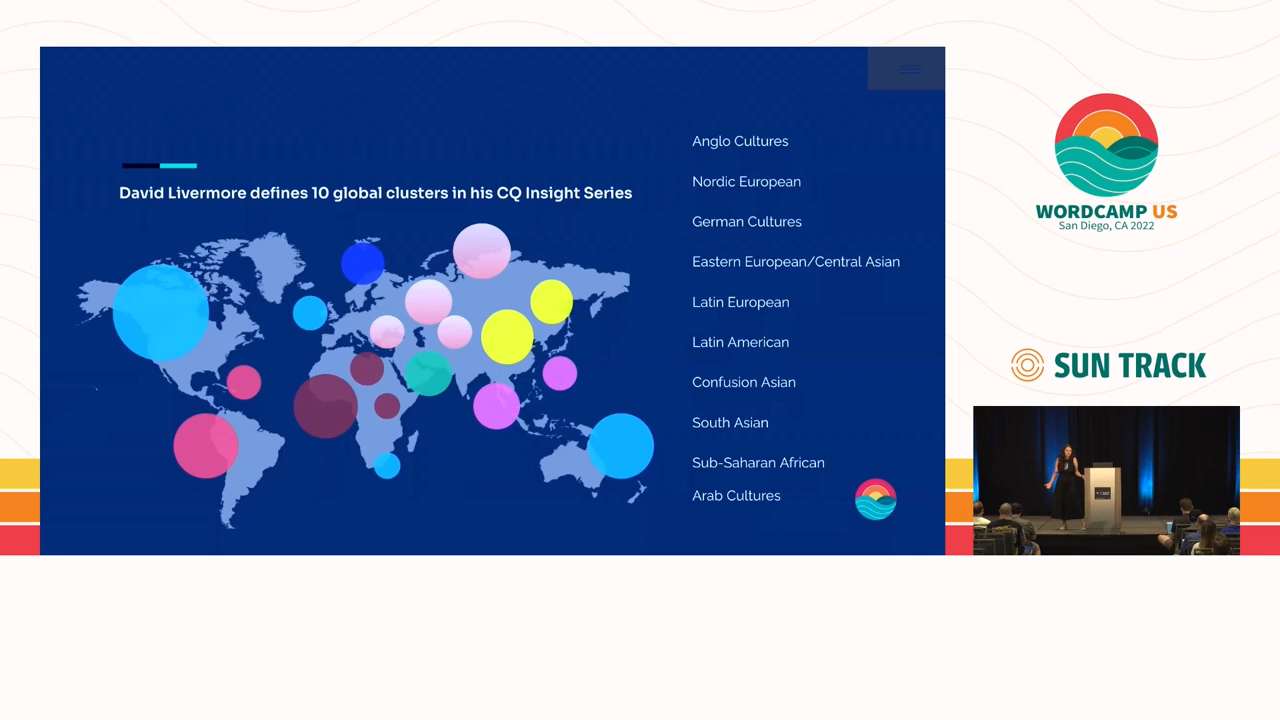 David Livermore defines 10 global clusters in his CQ Insight Series
Anglo Cultures
Nordic European
German Cultures
Eastern European/Central Asian
Latin European
Latin American
Confusion Asian
South Asian
Sub-Saharan African
Arab Cultures
WORDCAMP US
San Diego, CA 2022
SUN TRACK